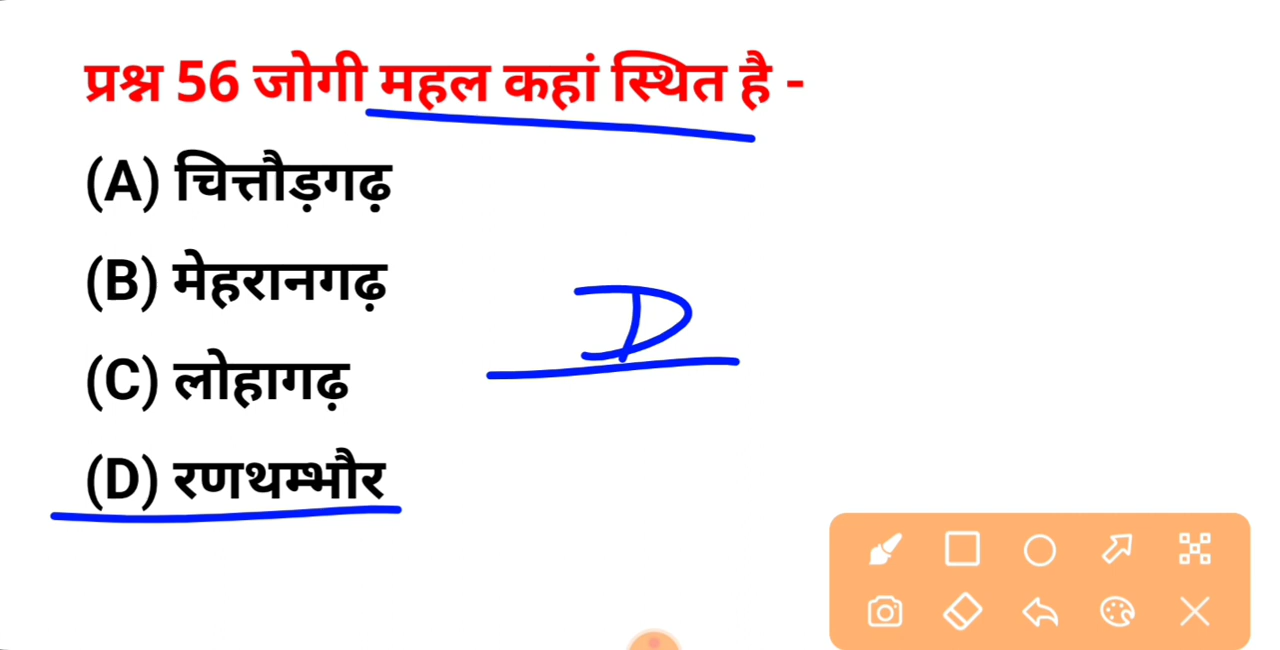 प्रश्न 56 जोगी महल कहां स्थित है -
(A) चित्तौड़गढ़
(B) मेहरानगढ़
(C) लोहागढ़
D
(D) रणथम्भौर